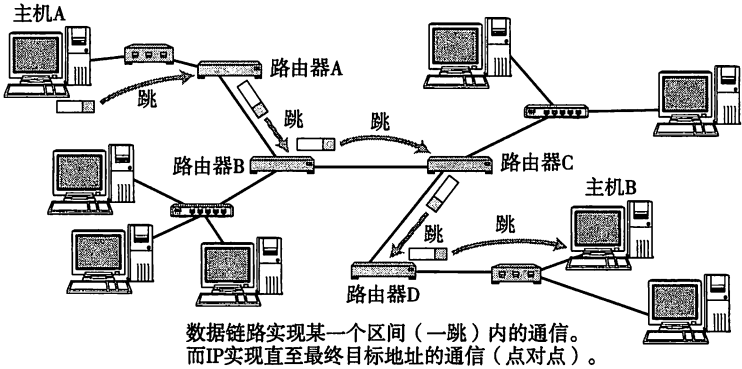 主机A
路由器A
跳
跳
跳
路由器B
路由器C
主机B
跳
跳
路由器D
数据链路实现某一个区间（一跳）内的通信。
而IP实现直至最终目标地址的通信（点对点）。